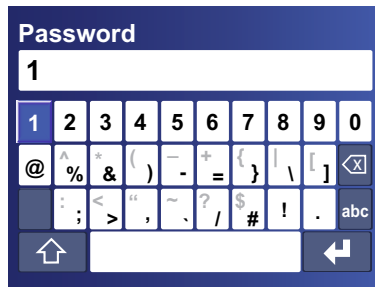 Password
1
1 2 3 4 5 6 7 8 9 0
@ ^ % * & ( ) _ - + = { } | \ [ ]
: ; < > “ , ~ ` ? / $ # ! . abc